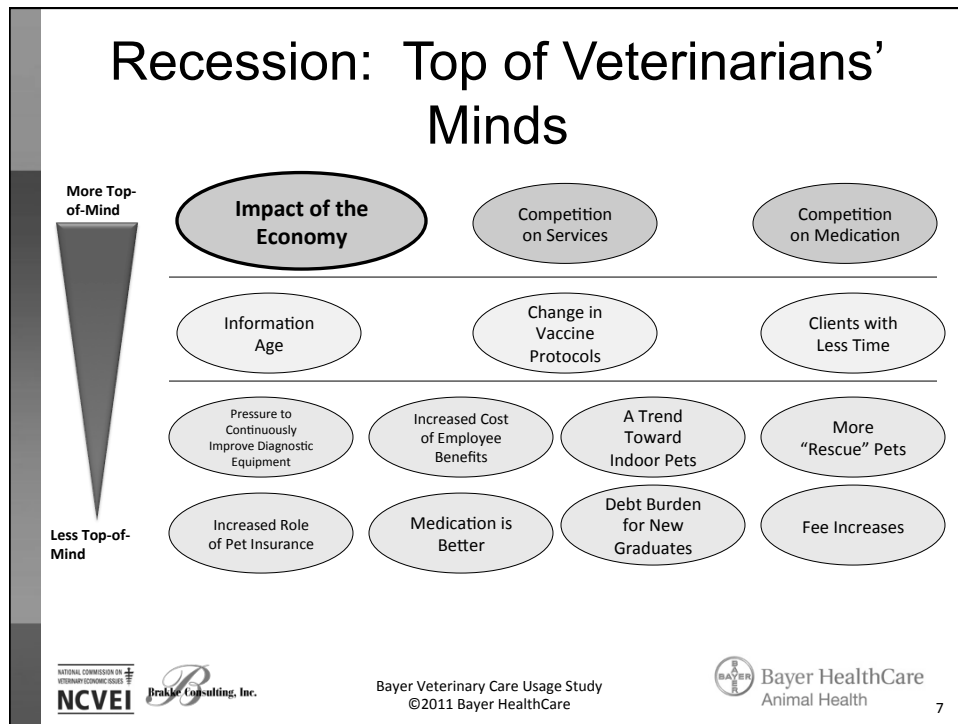 Recession:  Top of Veterinarians’
Minds
More Top-
of-Mind
Impact of the
Economy
Competition
on Services
Competition
on Medication
Information
Age
Change in
Vaccine
Protocols
Clients with
Less Time
Pressure to
Continuously
Improve Diagnostic
Equipment
Increased Cost
of Employee
Benefits
A Trend
Toward
Indoor Pets
More
“Rescue” Pets
Less Top-of-
Mind
Increased Role
of Pet Insurance
Medication is
Better
Debt Burden
for New
Graduates
Fee Increases
NATIONAL COMMISSION ON
VETERINARY ECONOMIC ISSUES
NCVEI
Brakke Consulting, Inc.
Bayer Veterinary Care Usage Study
©2011 Bayer HealthCare
BAYER
BAYER
Bayer HealthCare
Animal Health
7